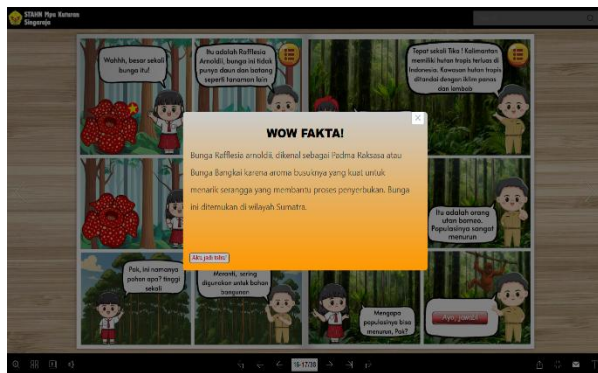 STAHN Mpu Kuturan
Singaraja
Wahhh, besar sekali
bunga itu!
Itu adalah Rafflesia
Arnoldii, bunga ini tidak
punya daun dan batang
seperti tanaman lain
Tepat sekali Tika ! Kalimantan
memiliki hutan tropis terluas di
Indonesia. Kawasan hutan tropis
ditandai dengan iklim panas
dan lembab
WOW FAKTA!
Bunga Rafflesia arnoldii, dikenal sebagai Padma Raksasa atau
Bunga Bangkai karena aroma busuknya yang kuat untuk
menarik serangga yang membantu proses penyerbukan. Bunga
ini ditemukan di wilayah Sumatra.
Aku jadi tahu!
Itu adalah orang
utan borneo.
Populasinya sangat
menurun
Pak, ini namanya
pohon apa? tinggi
sekali
Meranti, sering
digunakan untuk bahan
bangunan
Mengapa
populasinya bisa
menurun, Pak?
16-17/30